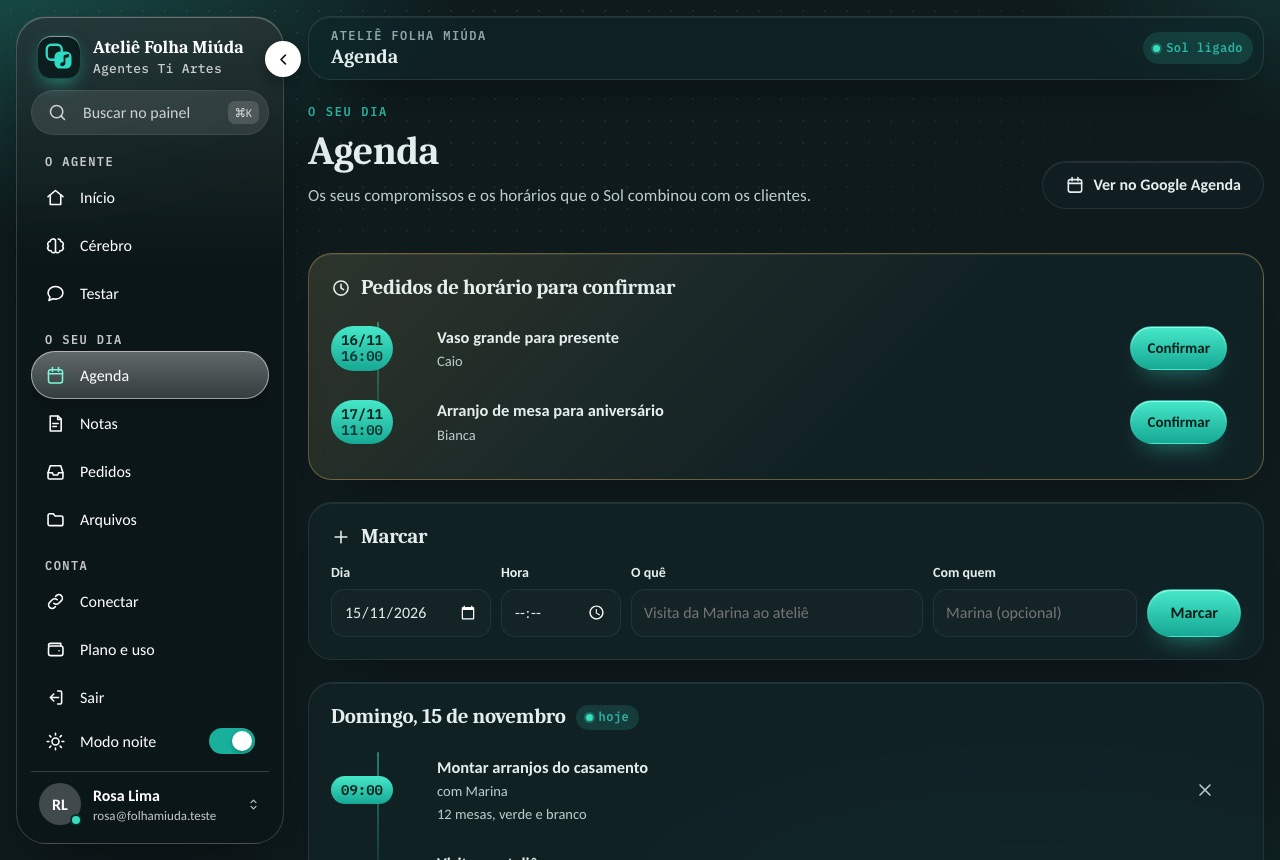 Ateliê Folha Miúda
Agentes Ti Artes
Buscar no painel
⌘K
O AGENTE
Início
Cérebro
Testar
O SEU DIA
Agenda
Notas
Pedidos
Arquivos
CONTA
Conectar
Plano e uso
Sair
Modo noite
RL
Rosa Lima
rosa@folhamiuda.teste
ATELIÊ FOLHA MIÚDA
Agenda
Sol ligado
O SEU DIA
Agenda
Os seus compromissos e os horários que o Sol combinou com os clientes.
Ver no Google Agenda
Pedidos de horário para confirmar
16/11
16:00
Vaso grande para presente
Caio
Confirmar
17/11
11:00
Arranjo de mesa para aniversário
Bianca
Confirmar
Marcar
Dia
Hora
O quê
Com quem
15/11/2026
--:--
Visita da Marina ao ateliê
Marina (opcional)
Marcar
Domingo, 15 de novembro
hoje
09:00
Montar arranjos do casamento
com Marina
12 mesas, verde e branco